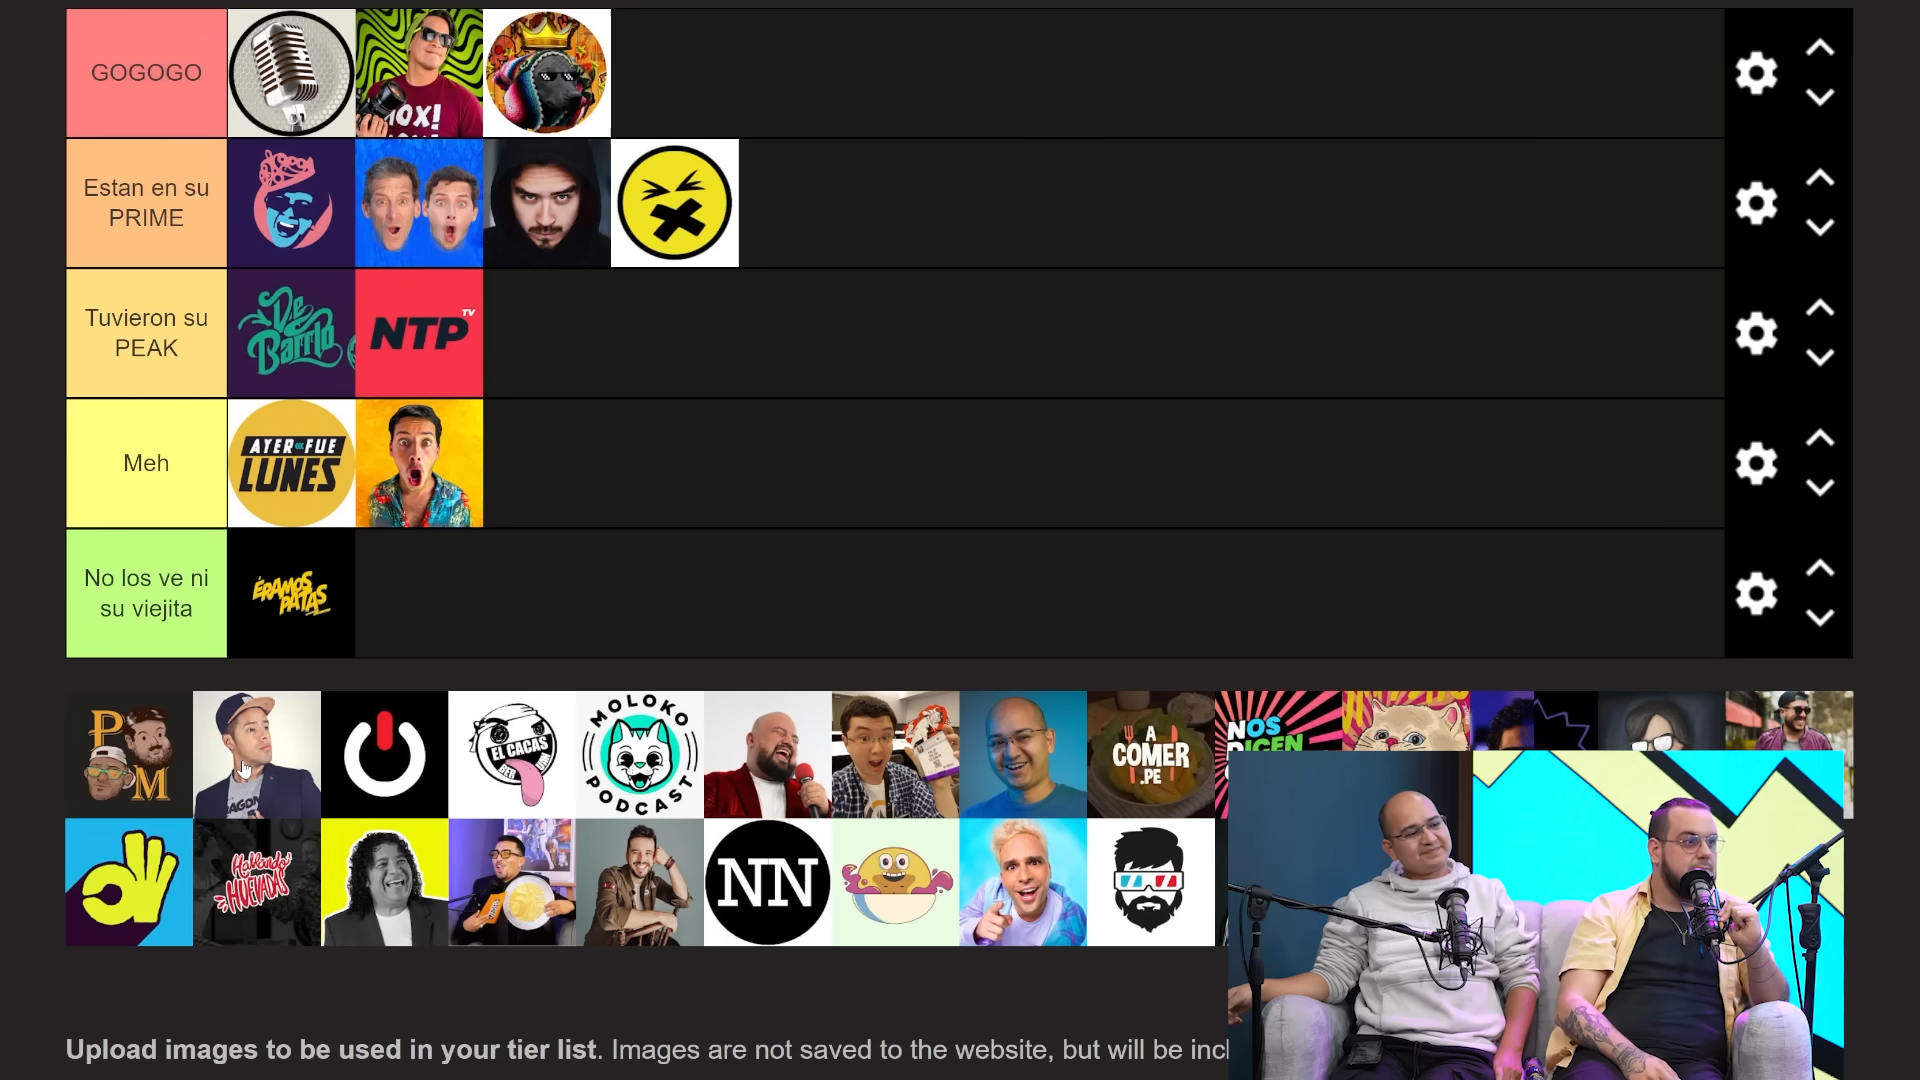 GOGOGO
OX!
Estan en su
PRIME
Tuvieron su
PEAK
De
Barrio
NTP TV
Meh
AYER FUE
LUNES
No los ve ni
su viejita
ÉRAMOS
PATAS
P
M
DRAGON
EL CACAS
MOLOKO
PODCAST
A
COMER
.PE
NOS
DICEN
Hablando
HUEVADAS
NN
Upload images to be used in your tier list. Images are not saved to the website, but will be incl